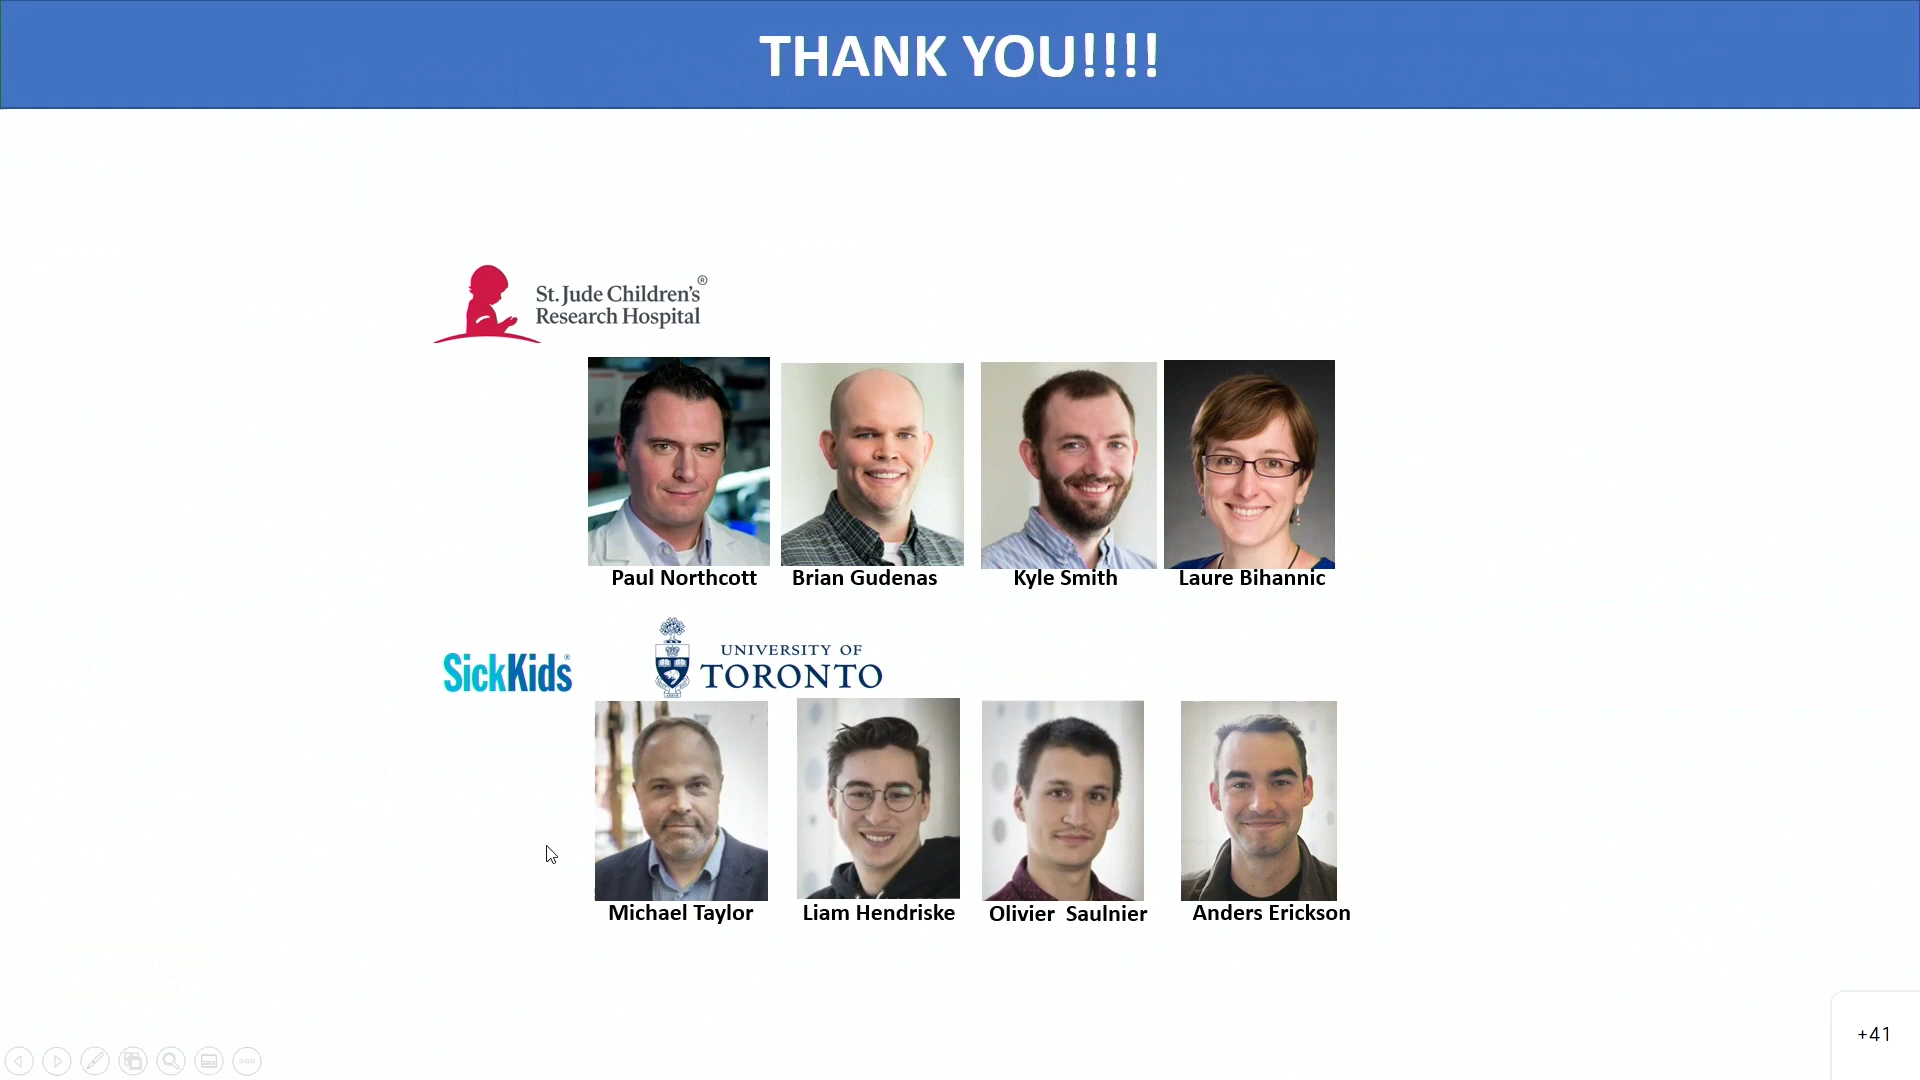 THANK YOU!!!!
St. Jude Children's®
Research Hospital
Paul Northcott Brian Gudenas Kyle Smith Laure Bihannic
SickKids®
UNIVERSITY OF
TORONTO
Michael Taylor Liam Hendriske Olivier Saulnier Anders Erickson
+41